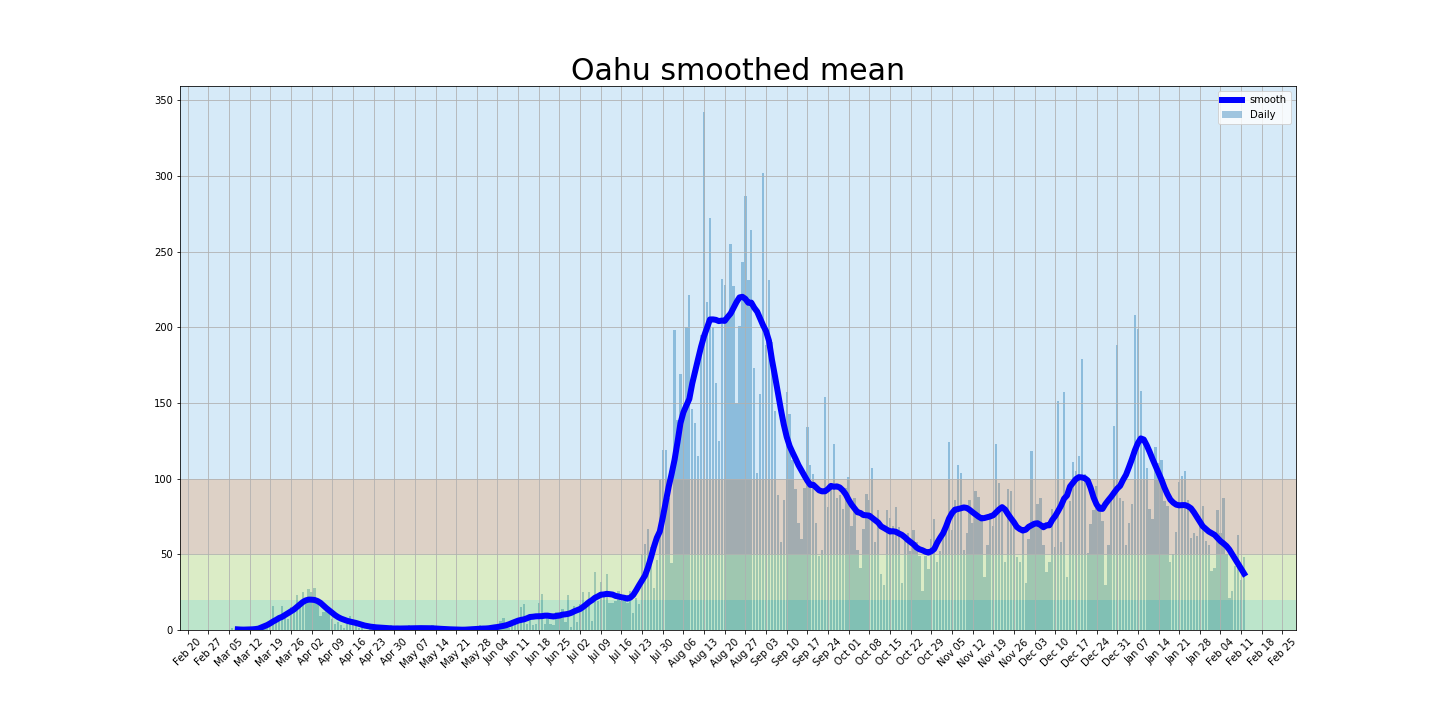 Oahu smoothed mean
smooth
Daily
350
300
250
200
150
100
50
0
Feb 20
Feb 27
Mar 05
Mar 12
Mar 19
Mar 26
Apr 02
Apr 09
Apr 16
Apr 23
Apr 30
May 07
May 14
May 21
May 28
Jun 04
Jun 11
Jun 18
Jun 25
Jul 02
Jul 09
Jul 16
Jul 23
Jul 30
Aug 06
Aug 13
Aug 20
Aug 27
Sep 03
Sep 10
Sep 17
Sep 24
Oct 01
Oct 08
Oct 15
Oct 22
Oct 29
Nov 05
Nov 12
Nov 19
Nov 26
Dec 03
Dec 10
Dec 17
Dec 24
Dec 31
Jan 07
Jan 14
Jan 21
Jan 28
Feb 04
Feb 11
Feb 18
Feb 25